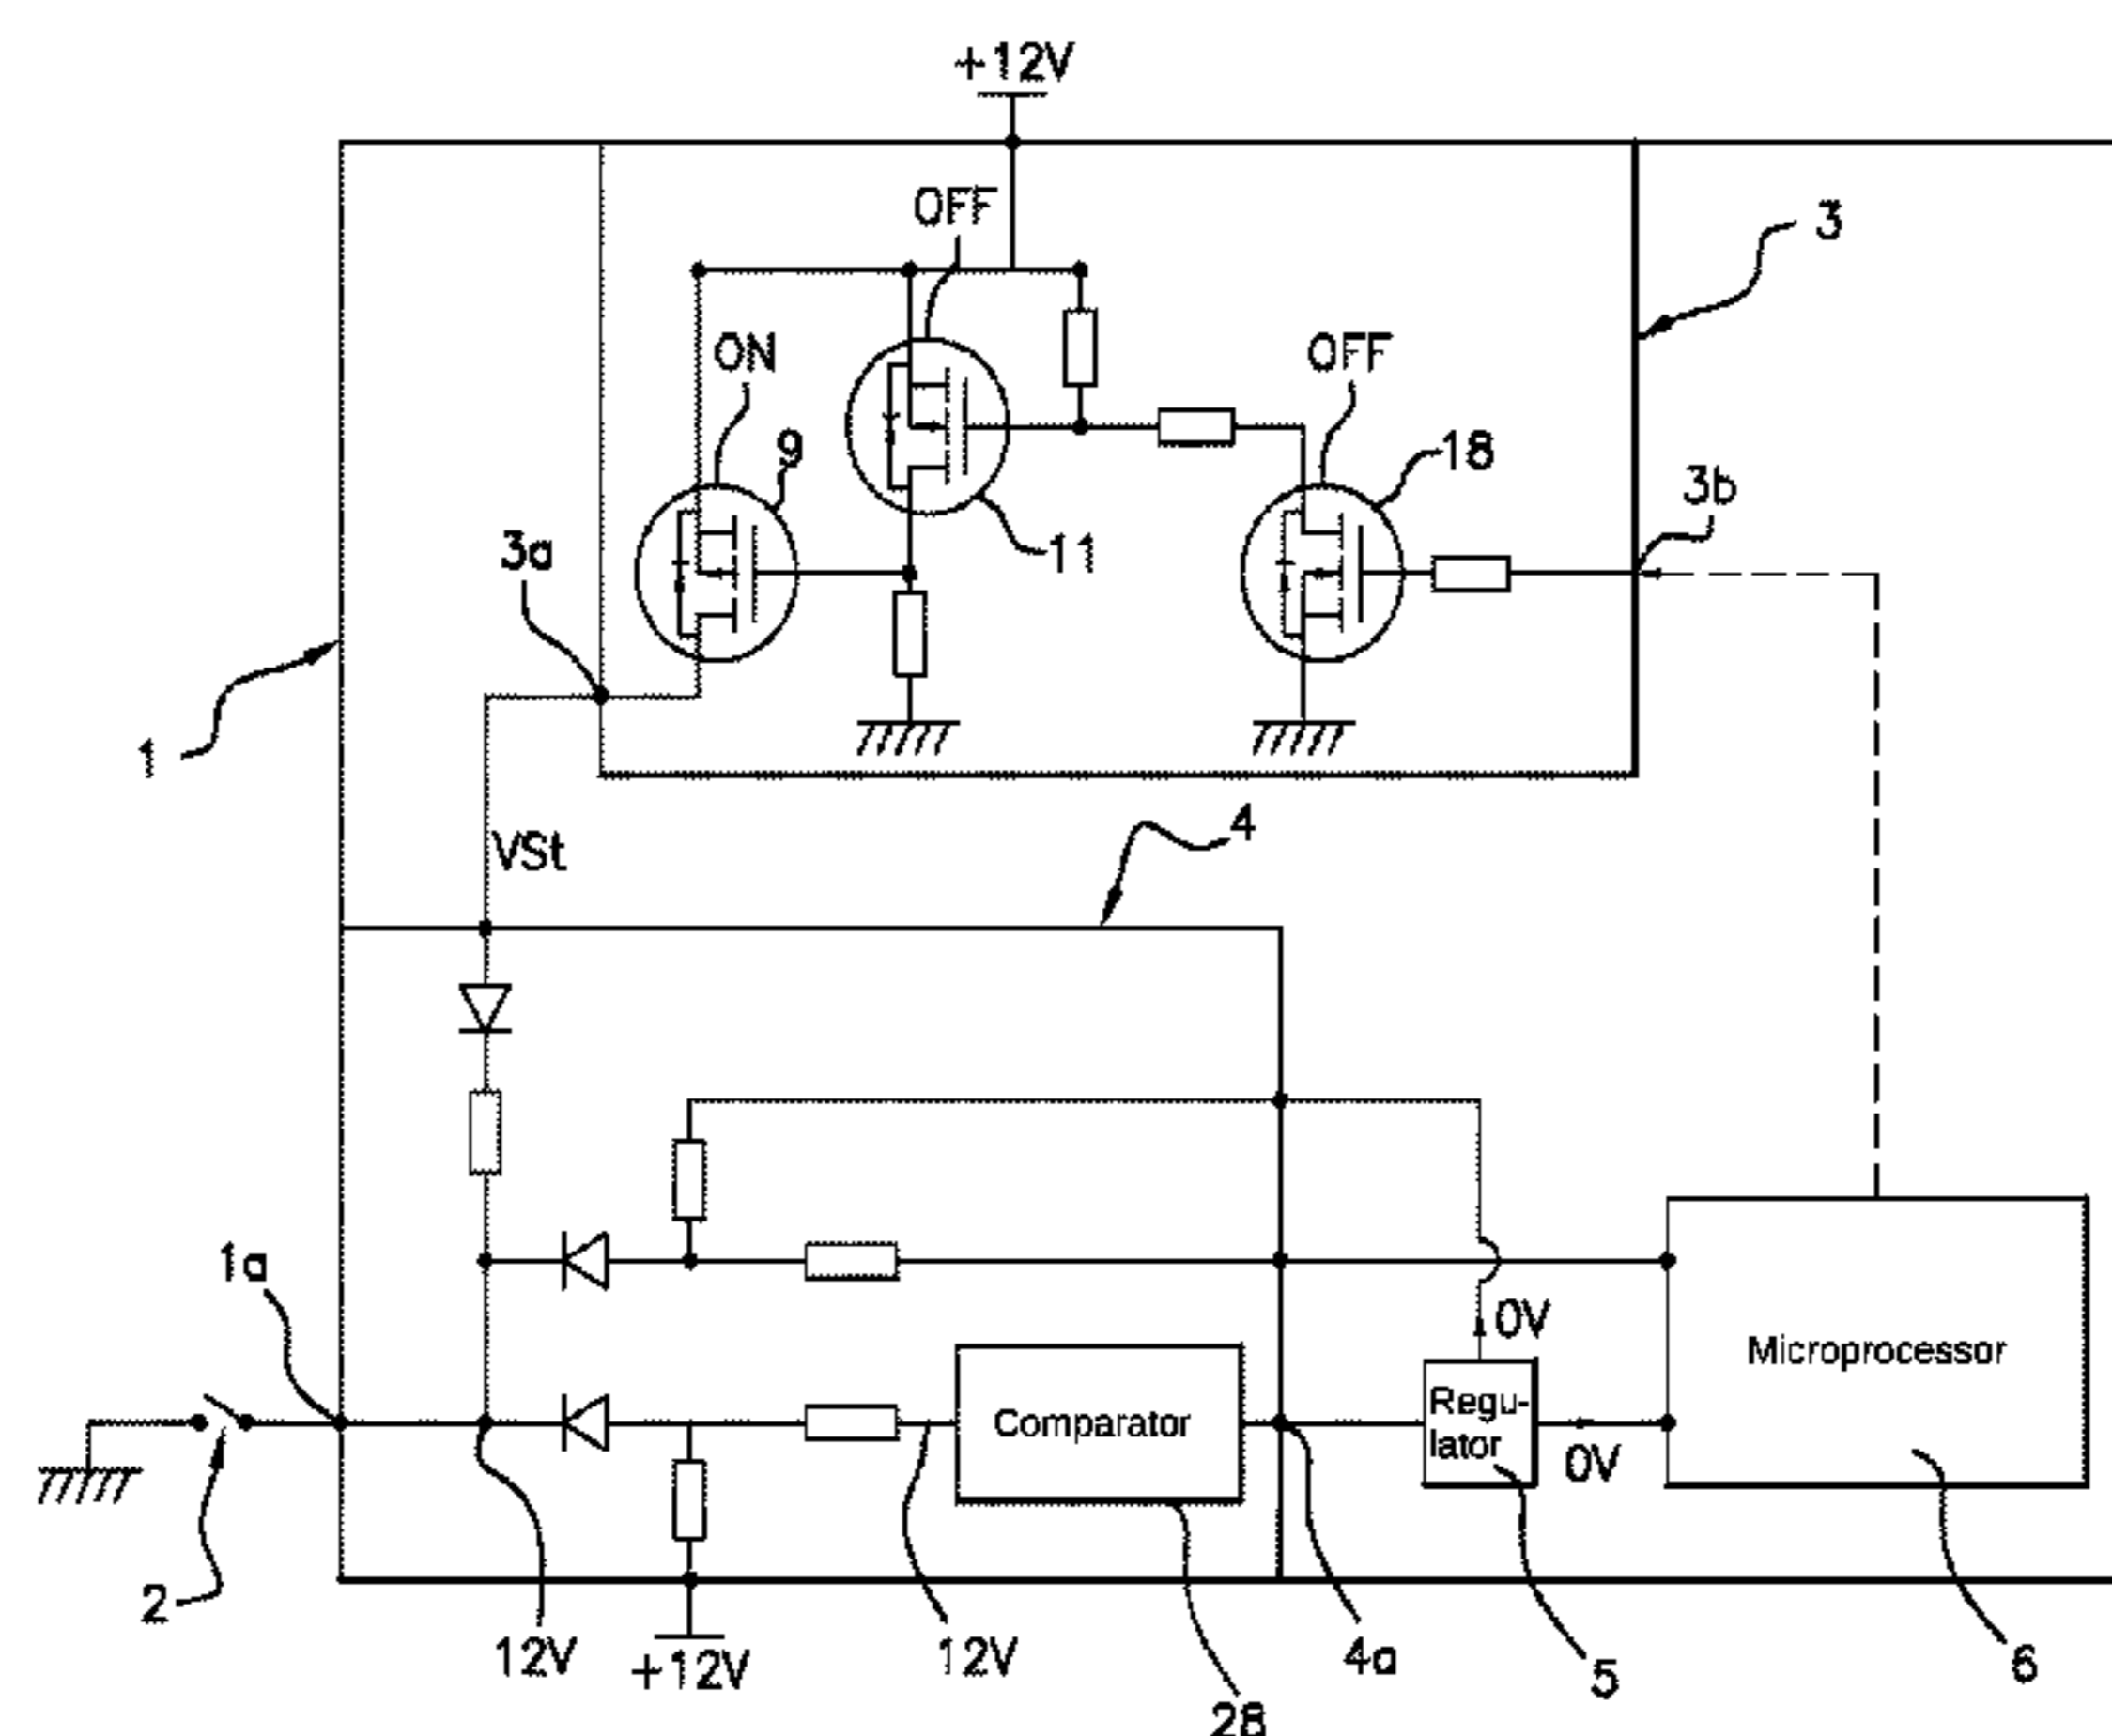 +12V
OFF
3
ON
OFF
9
18
3b
3a
11
1
VSt
4
1a
0V
Microprocessor
Comparator
Regu-
lator
0V
2
12V
+12V
12V
4a
5
6
28